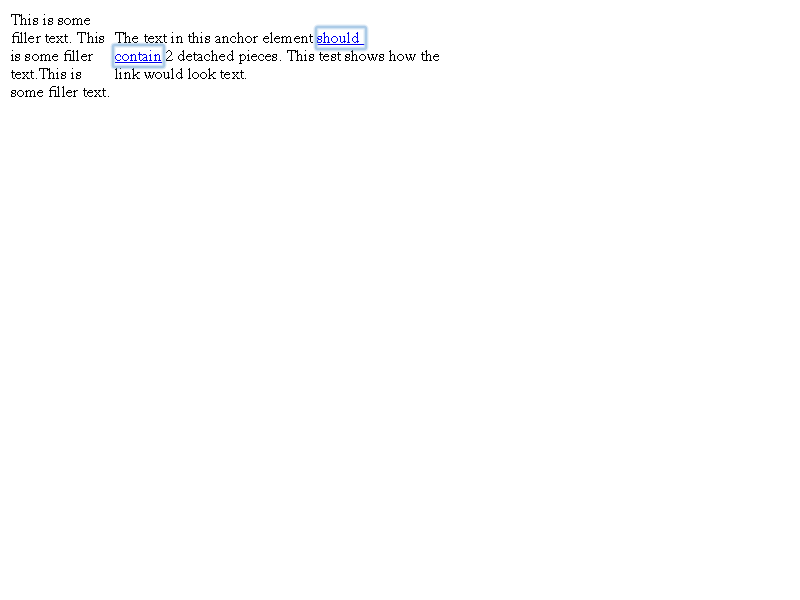 This is some
filler text. This
is some filler
text.This is
some filler text.
The text in this anchor element should
contain 2 detached pieces. This test shows how the
link would look text.